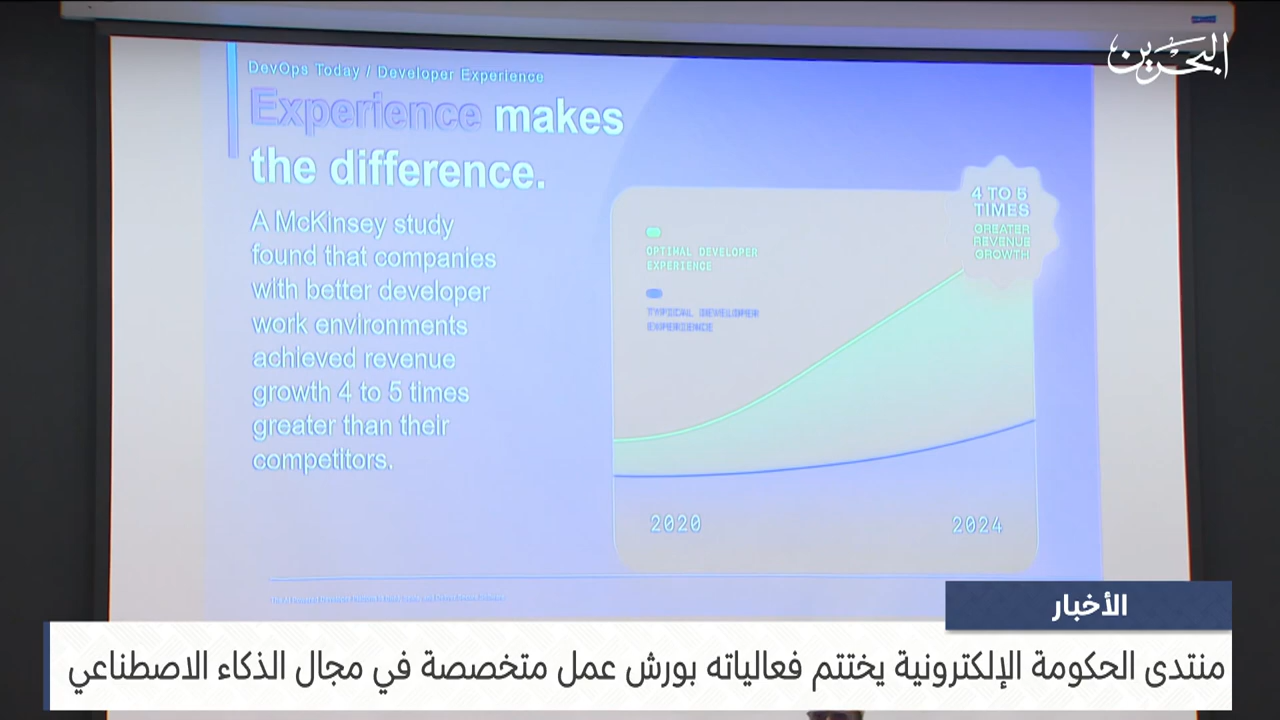 البحرين
DevOps Today / Developer Experience
Experience makes
the difference.
A McKinsey study
found that companies
with better developer
work environments
achieved revenue
growth 4 to 5 times
greater than their
competitors.
OPTIMAL DEVELOPER
EXPERIENCE
TYPICAL DEVELOPER
EXPERIENCE
4 TO 5
TIMES
GREATER
REVENUE
GROWTH
2020
2024
الأخبار
منتدى الحكومة الإلكترونية يختتم فعالياته بورش عمل متخصصة في مجال الذكاء الاصطناعي